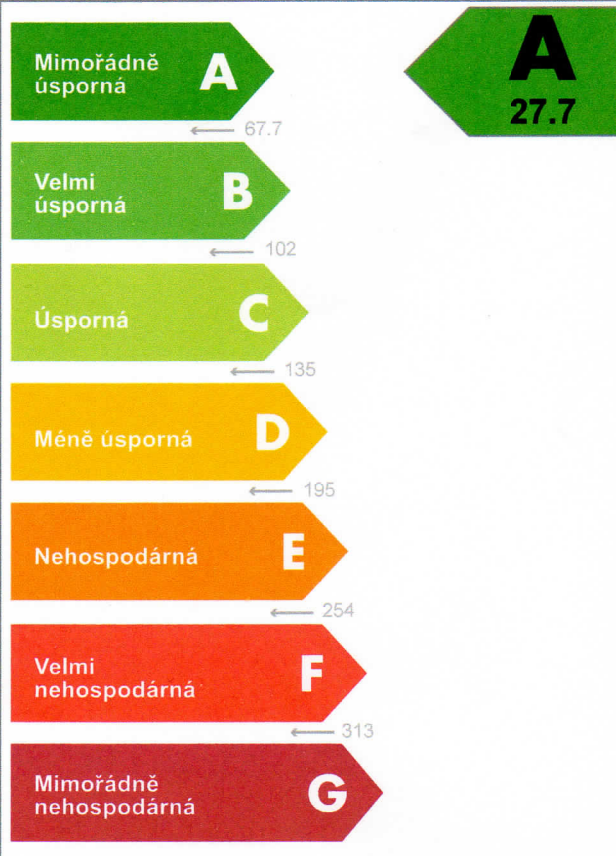 Mimořádně
úsporná
A
A
27.7
67.7
Velmi
úsporná
B
102
Úsporná
C
135
Méně úsporná
D
195
Nehospodárná
E
254
Velmi
nehospodárná
F
313
Mimořádně
nehospodárná
G